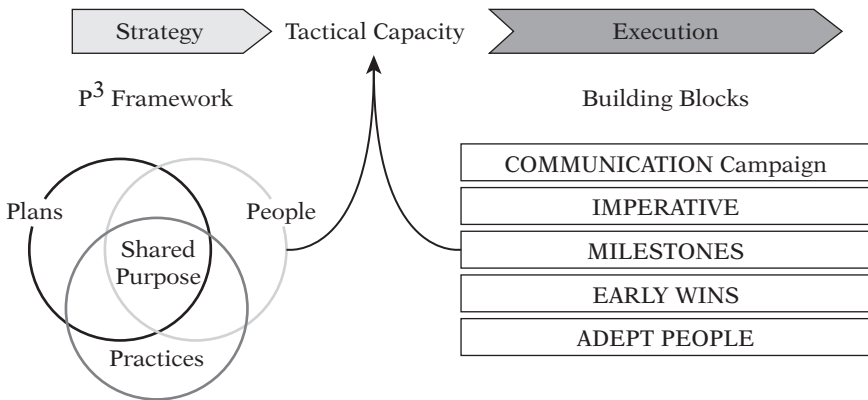 Strategy
Tactical Capacity
Execution
P³ Framework
Building Blocks
Plans
People
Shared
Purpose
Practices
COMMUNICATION Campaign
IMPERATIVE
MILESTONES
EARLY WINS
ADEPT PEOPLE